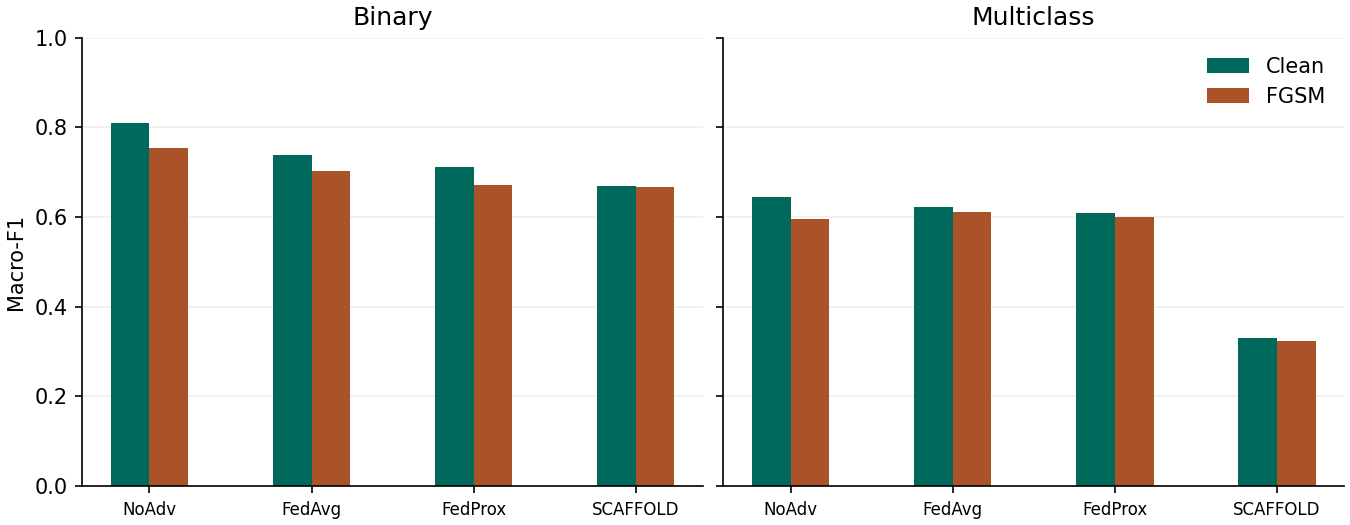 Binary
Multiclass
Macro-F1
1.0
0.8
0.6
0.4
0.2
0.0
Clean
FGSM
NoAdv
FedAvg
FedProx
SCAFFOLD
NoAdv
FedAvg
FedProx
SCAFFOLD